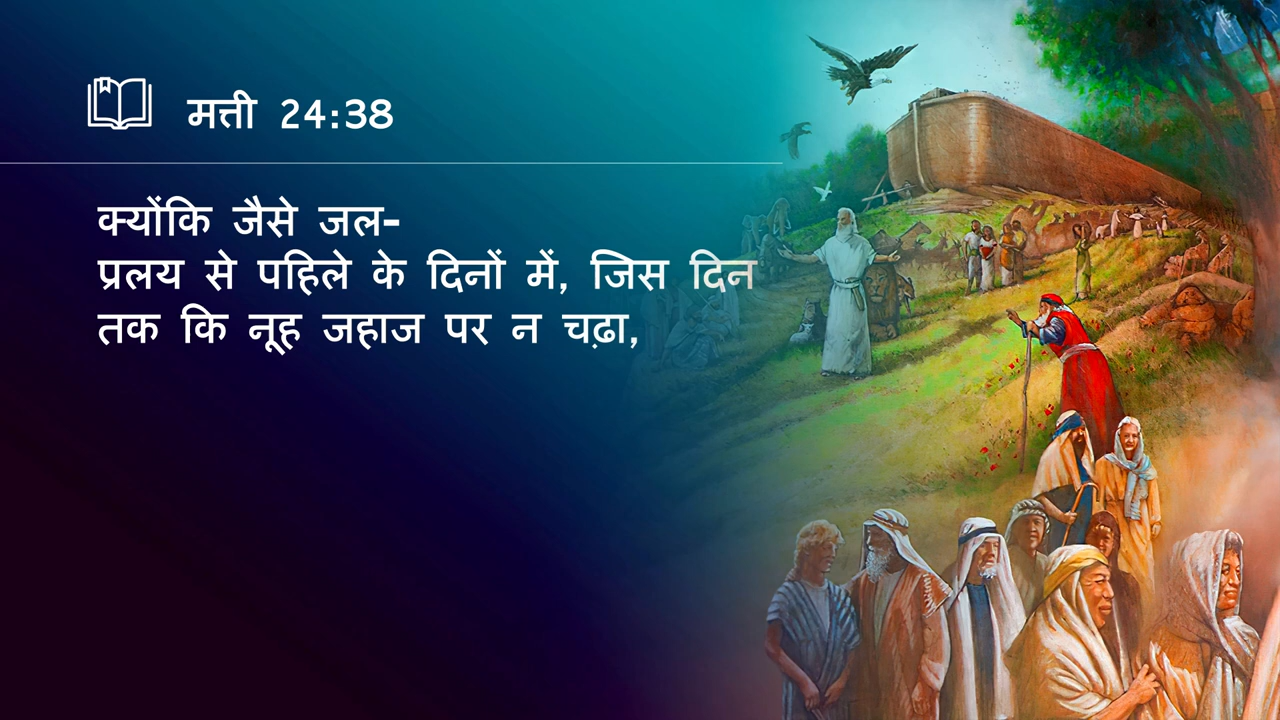 मत्ती 24:38
क्योंकि जैसे जल-
प्रलय से पहिले के दिनों में, जिस दिन
तक कि नूह जहाज पर न चढ़ा,